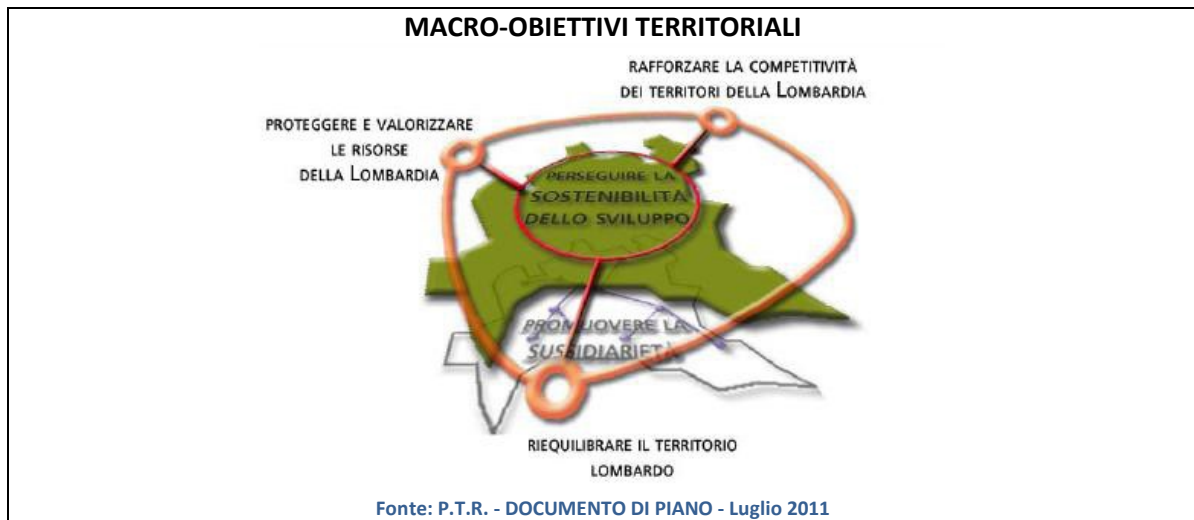 MACRO-OBIETTIVI TERRITORIALI
RAFFORZARE LA COMPETITIVITÀ
DEI TERRITORI DELLA LOMBARDIA
PROTEGGERE E VALORIZZARE
LE RISORSE
DELLA LOMBARDIA
PERSEGUIRE LA
SOSTENIBILITÀ
DELLO SVILUPPO
PROMUOVERE LA
SUSSIDIARIETÀ
RIEQUILIBRARE IL TERRITORIO
LOMBARDO
Fonte: P.T.R. - DOCUMENTO DI PIANO - Luglio 2011